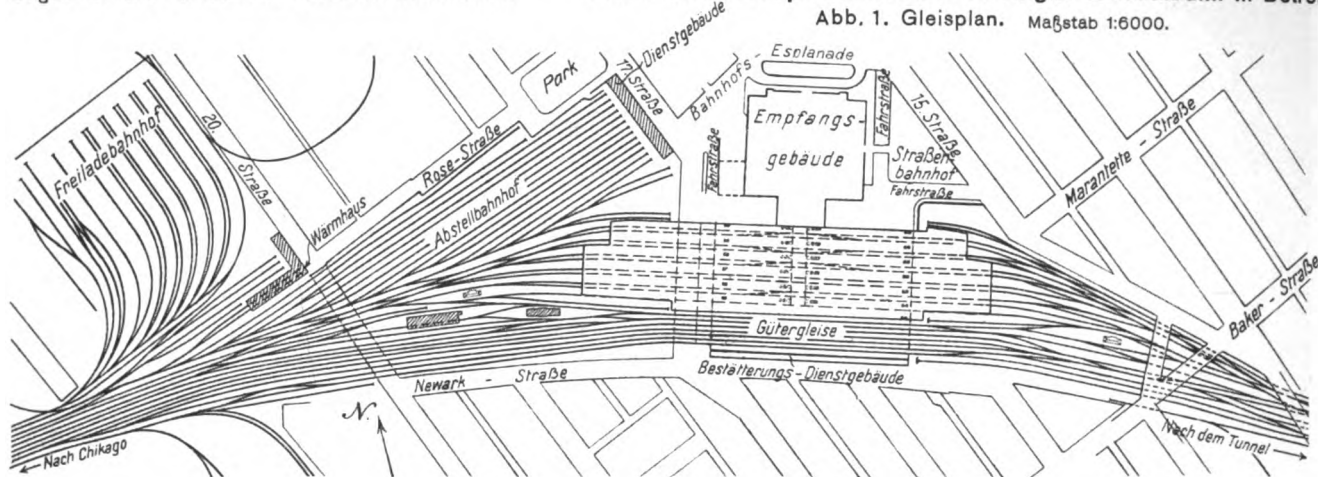 Abb. 1. Gleisplan. Maßstab 1:6000.
Freiladebahnhof
20.
Straße
Wärmhaus
Rose-Straße
Abstellbahnhof
Park
17. Straße
Dienstgebäude
Bahnhofs-
Esplanade
Empfangs-
gebäude
Fahrstraße
Fahrstraße
15. Straße
Straßen-
bahnhof
Fahrstraße
Marantette-Straße
Baker-Straße
Gütergleise
Bestätterungs-Dienstgebäude
Newark-Straße
N.
Nach Chikago
Nach dem Tunnel